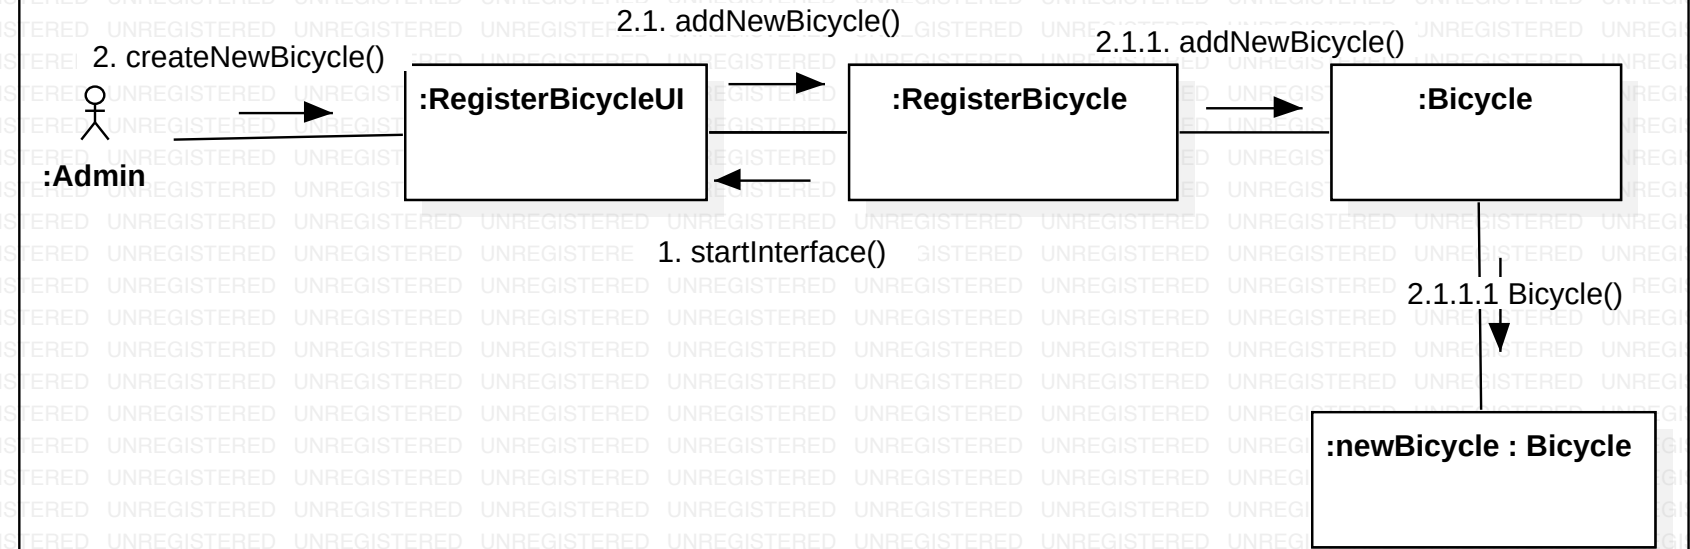 2.1. addNewBicycle()
2.1.1. addNewBicycle()
2. createNewBicycle()
:RegisterBicycleUI
:RegisterBicycle
:Bicycle
:Admin
1. startInterface()
2.1.1.1 Bicycle()
:newBicycle : Bicycle
UNREGISTERED